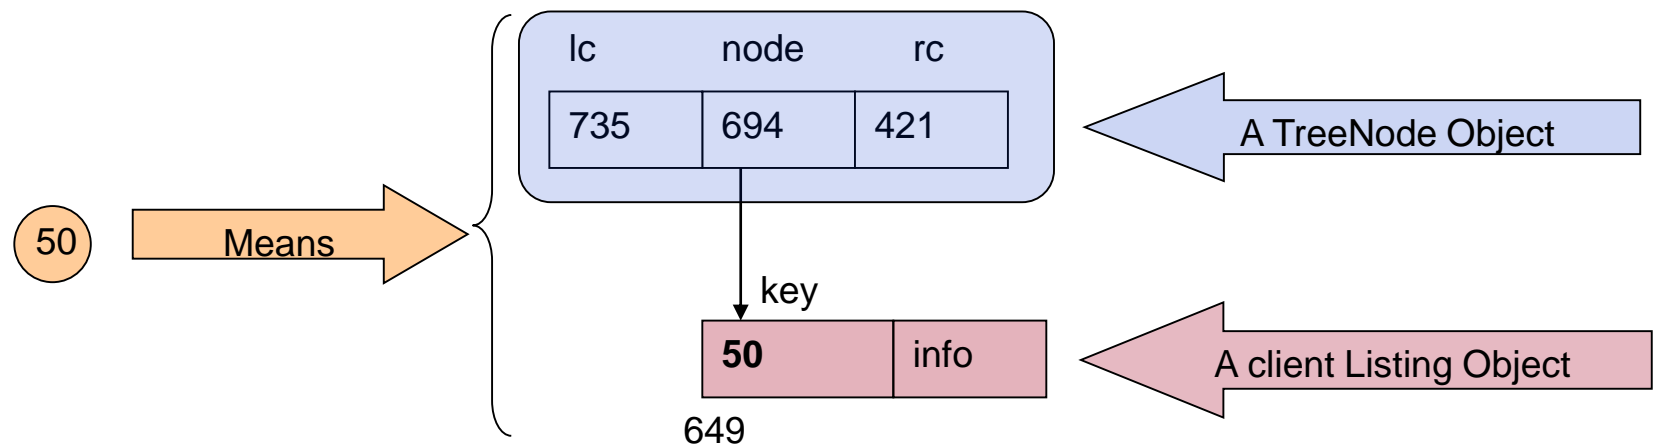 lc node rc
735 694 421
A TreeNode Object
50
Means
key
50 info
A client Listing Object
649